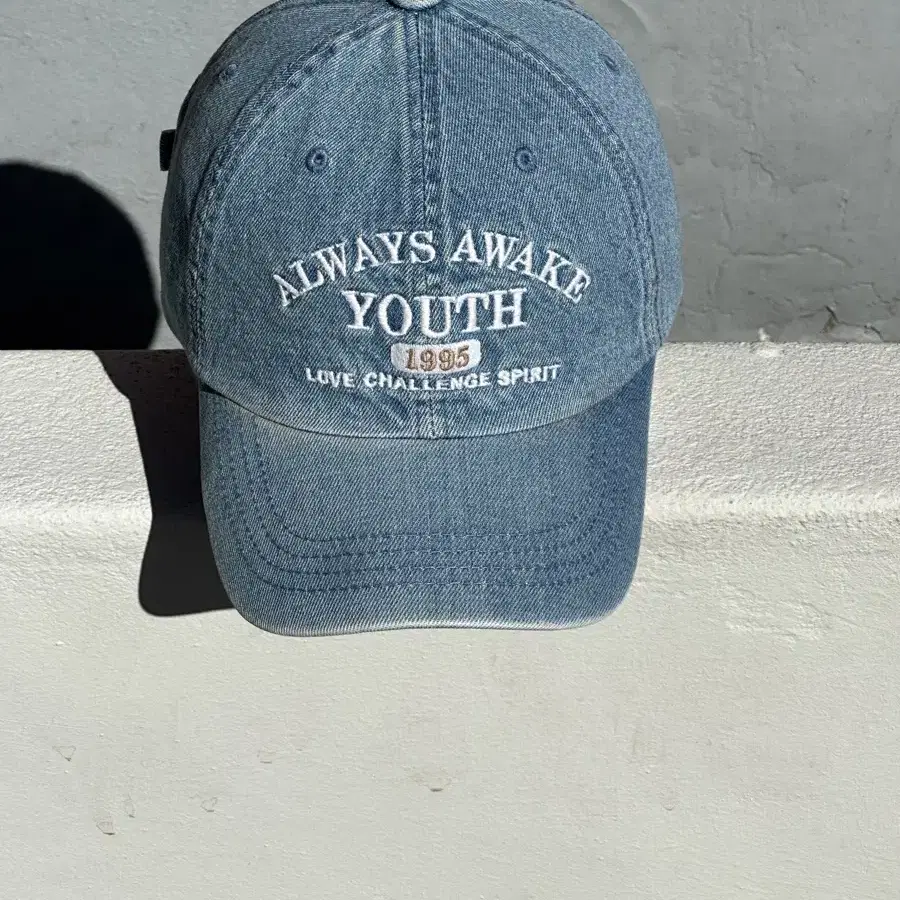 ALWAYS AWAKE
YOUTH
1995
LOVE CHALLENGE SPIRIT